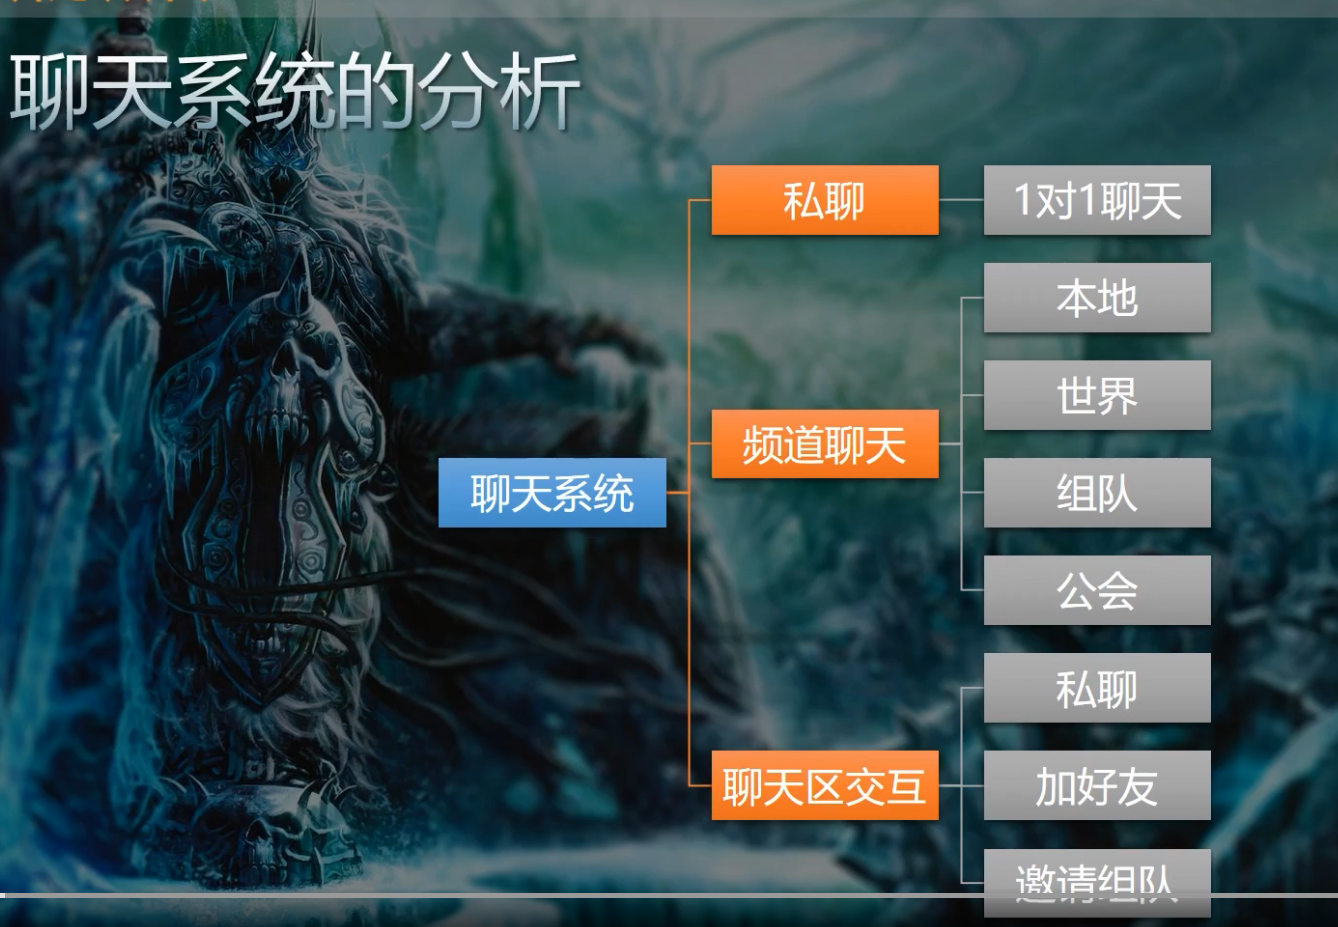 聊天系统的分析
私聊
1对1聊天
本地
世界
频道聊天
组队
聊天系统
公会
私聊
聊天区交互
加好友
邀请组队